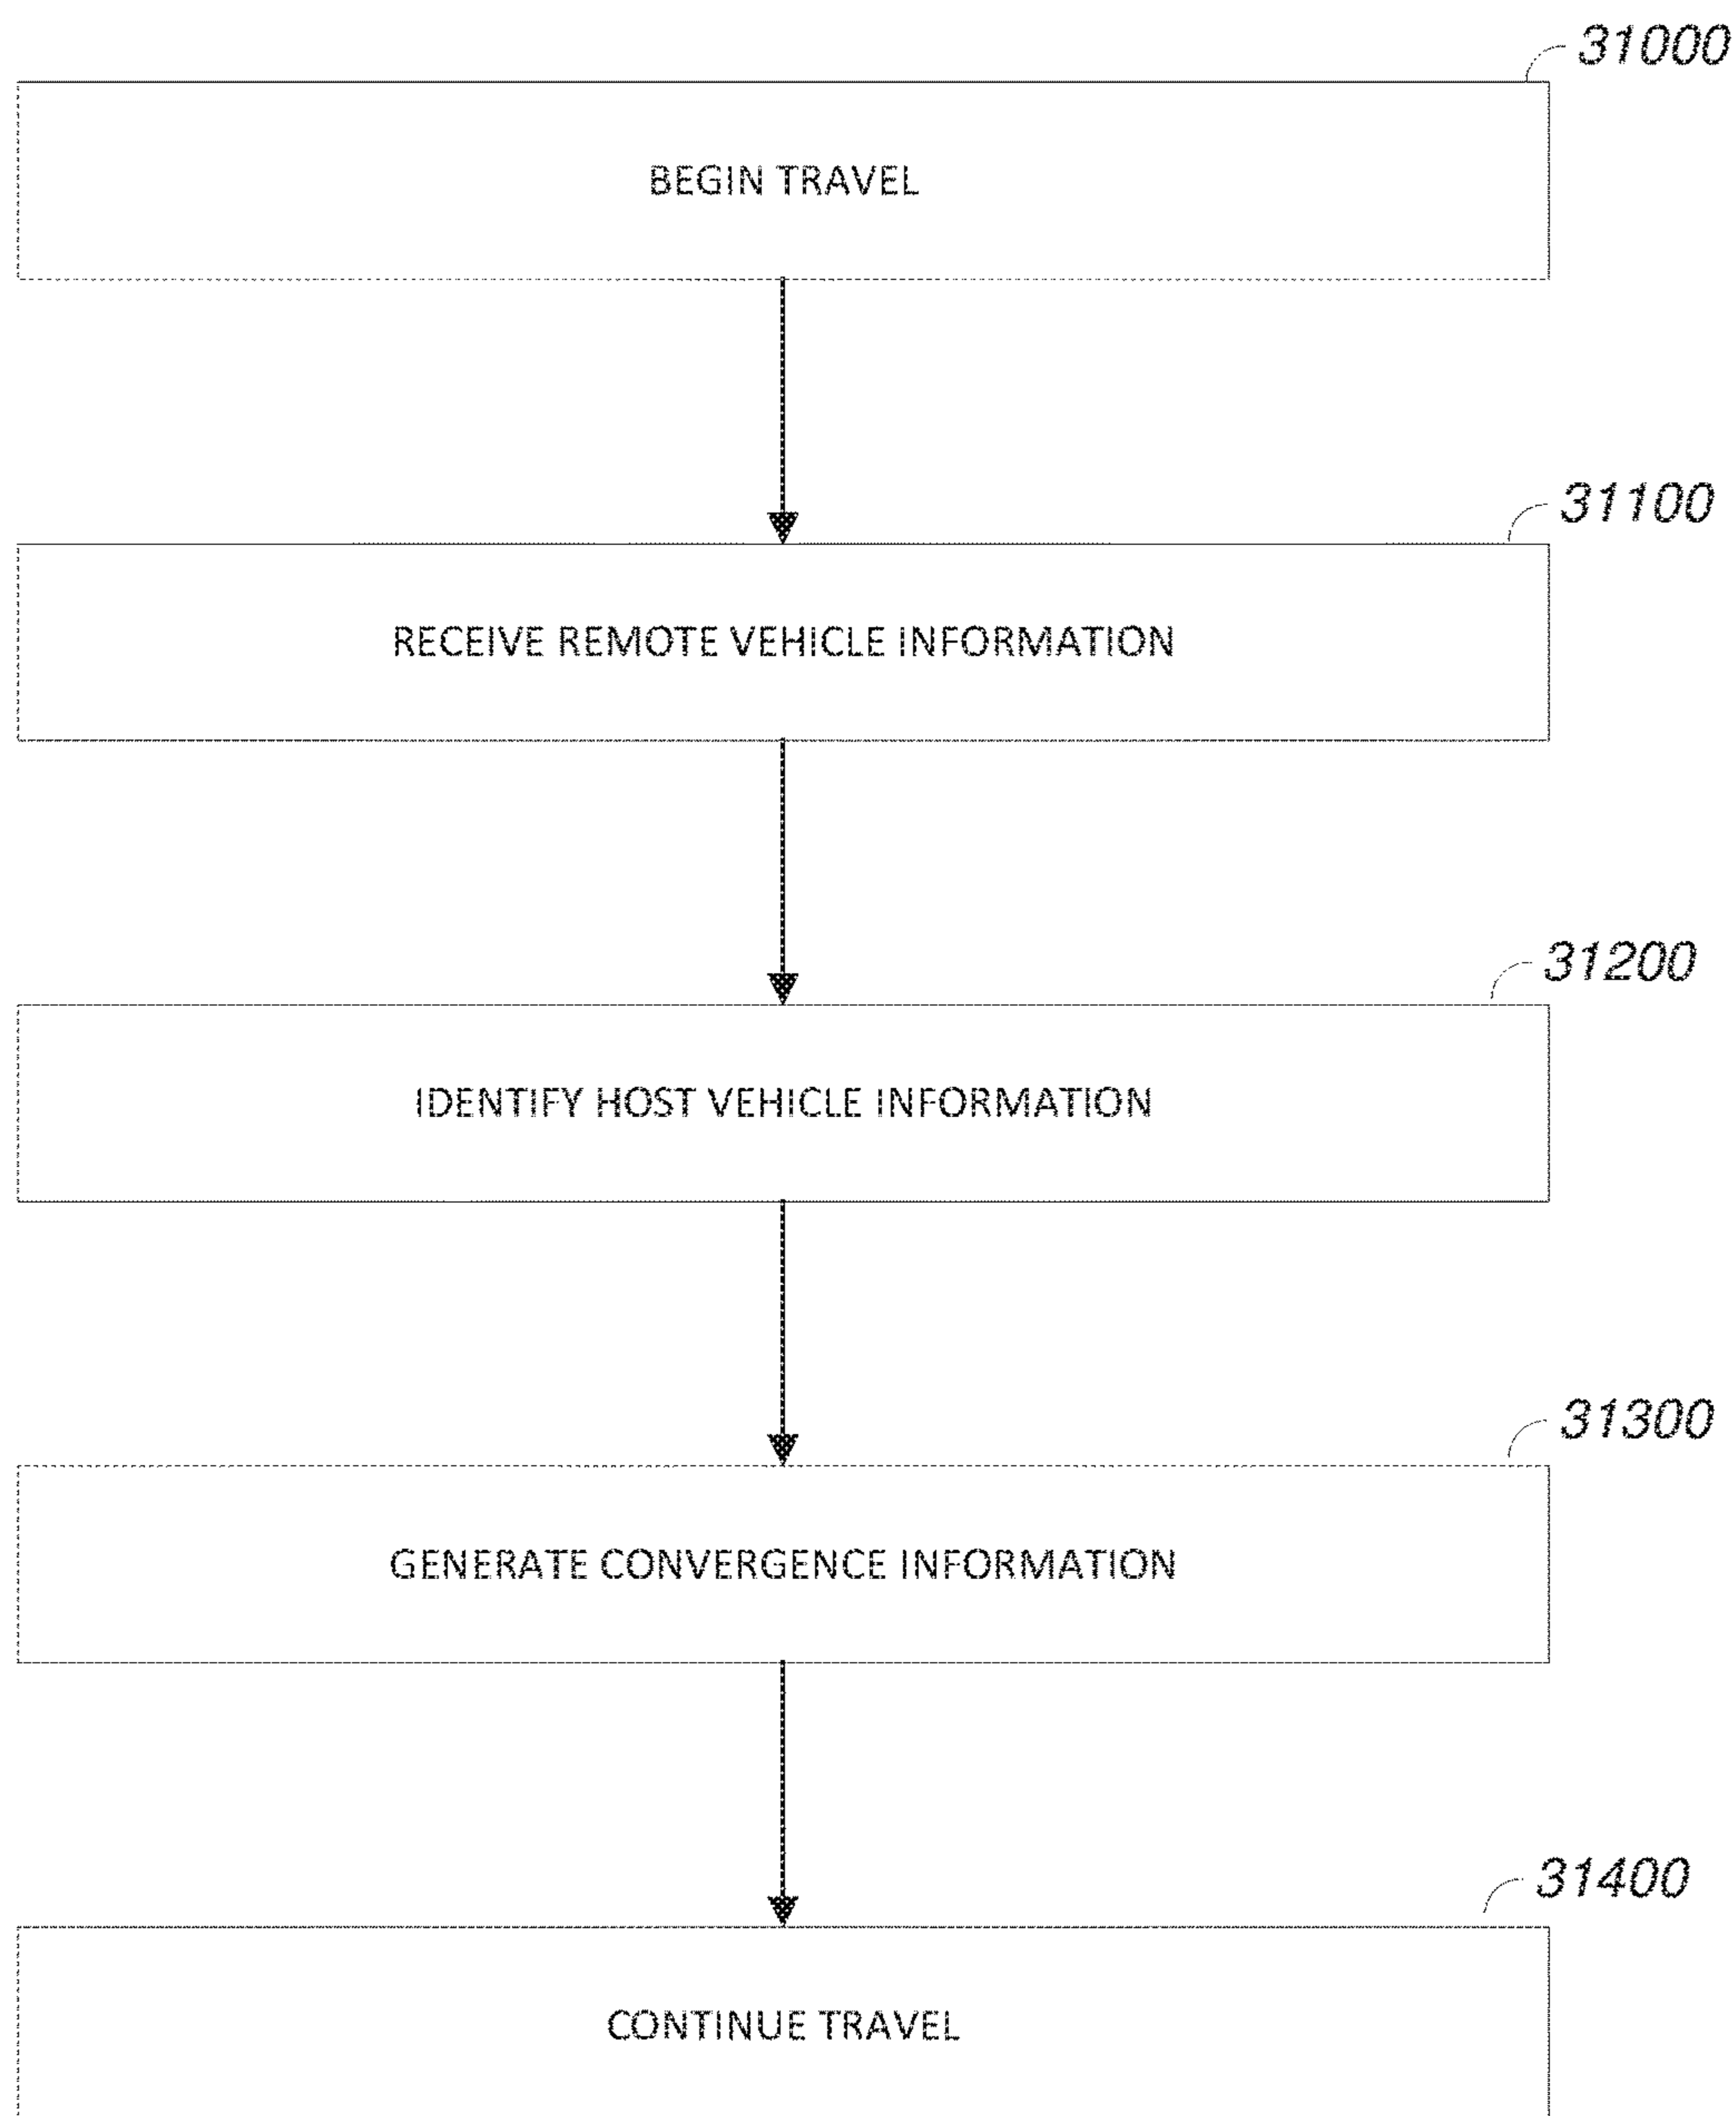 31000
BEGIN TRAVEL
31100
RECEIVE REMOTE VEHICLE INFORMATION
31200
IDENTIFY HOST VEHICLE INFORMATION
31300
GENERATE CONVERGENCE INFORMATION
31400
CONTINUE TRAVEL